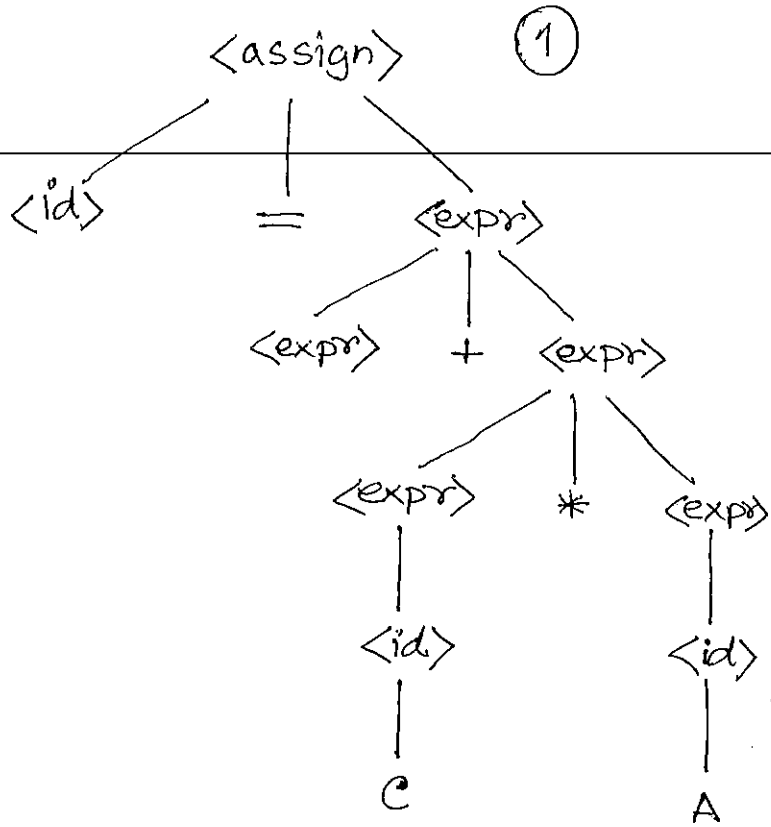 <assign> 1
<id> = <expr>
<expr> + <expr>
<expr> * <expr>
<id> <id>
C A